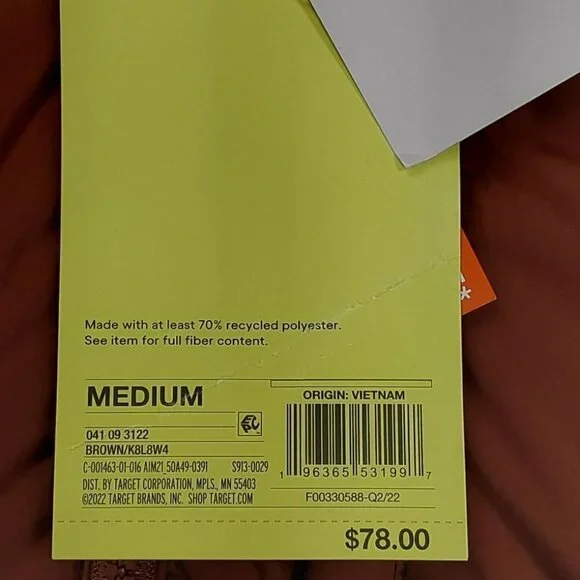 Made with at least 70% recycled polyester.
See item for full fiber content.
MEDIUM
041 09 3122
BROWN/K8L8W4
C-001463-01-016 AIM21_50A49-0391 S913-0029
DIST. BY TARGET CORPORATION, MPLS., MN 55403
©2022 TARGET BRANDS, INC. SHOP TARGET.COM
ORIGIN: VIETNAM
1 96365 53199 7
F00330588-Q2/22
$78.00